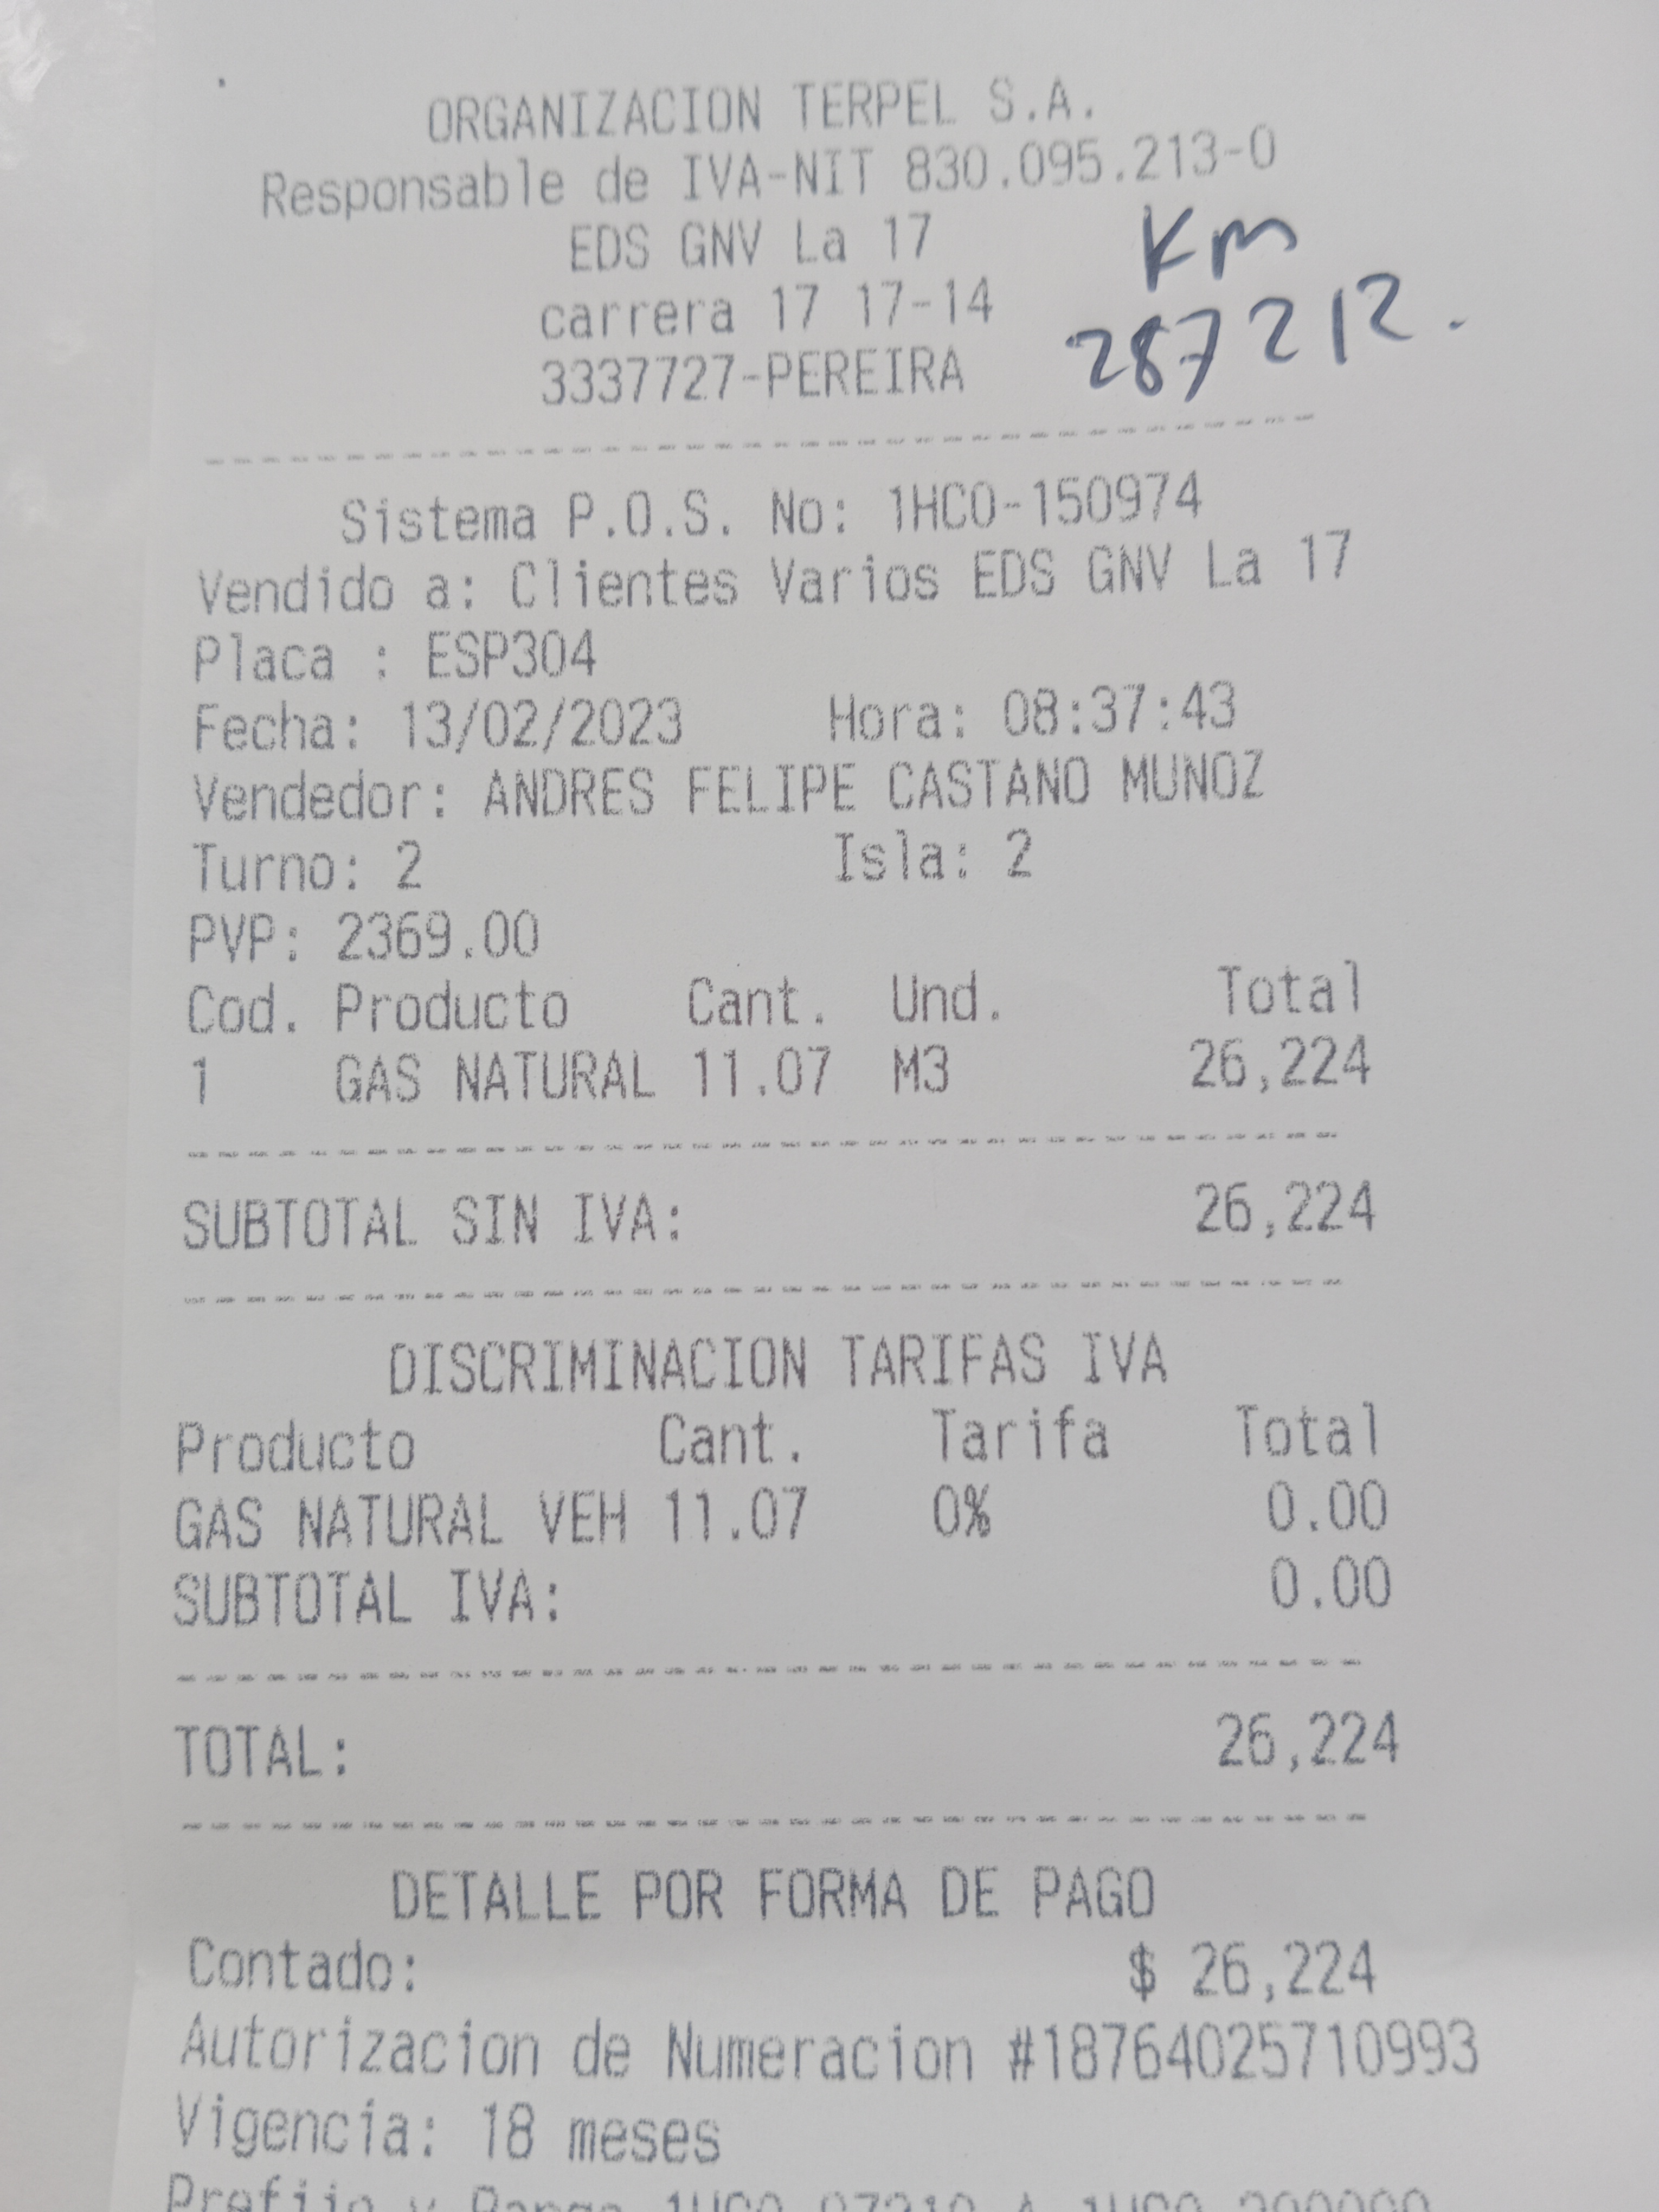 ORGANIZACION TERPEL S.A.
Responsable de IVA-NIT 830.095.213-0
EDS GNV La 17
carrera 17 17-14
3337727-PEREIRA
Km
287212.
Sistema P.O.S. No: 1HC0-150974
Vendido a: Clientes Varios EDS GNV La 17
Placa : ESP304
Fecha: 13/02/2023 Hora: 08:37:43
Vendedor: ANDRES FELIPE CASTANO MUNOZ
Turno: 2 Isla: 2
PVP: 2369.00
Cod. Producto Cant. Und. Total
1 GAS NATURAL 11.07 M3 26,224
SUBTOTAL SIN IVA: 26,224
DISCRIMINACION TARIFAS IVA
Producto Cant. Tarifa Total
GAS NATURAL VEH 11.07 0% 0.00
SUBTOTAL IVA: 0.00
TOTAL: 26,224
DETALLE POR FORMA DE PAGO
Contado: $ 26,224
Autorizacion de Numeracion #18764025710993
Vigencia: 18 meses
Prefijo y Rango